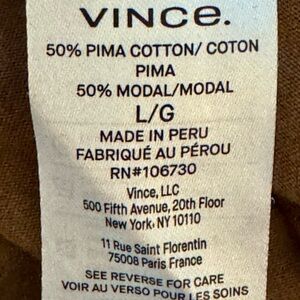 VINCE.
50% PIMA COTTON/ COTON
PIMA
50% MODAL/MODAL
L/G
MADE IN PERU
FABRIQUÉ AU PÉROU
RN#106730
Vince, LLC
500 Fifth Avenue, 20th Floor
New York, NY 10110
11 Rue Saint Florentin
75008 Paris France
SEE REVERSE FOR CARE
VOIR AU VERSO POUR LES SOINS